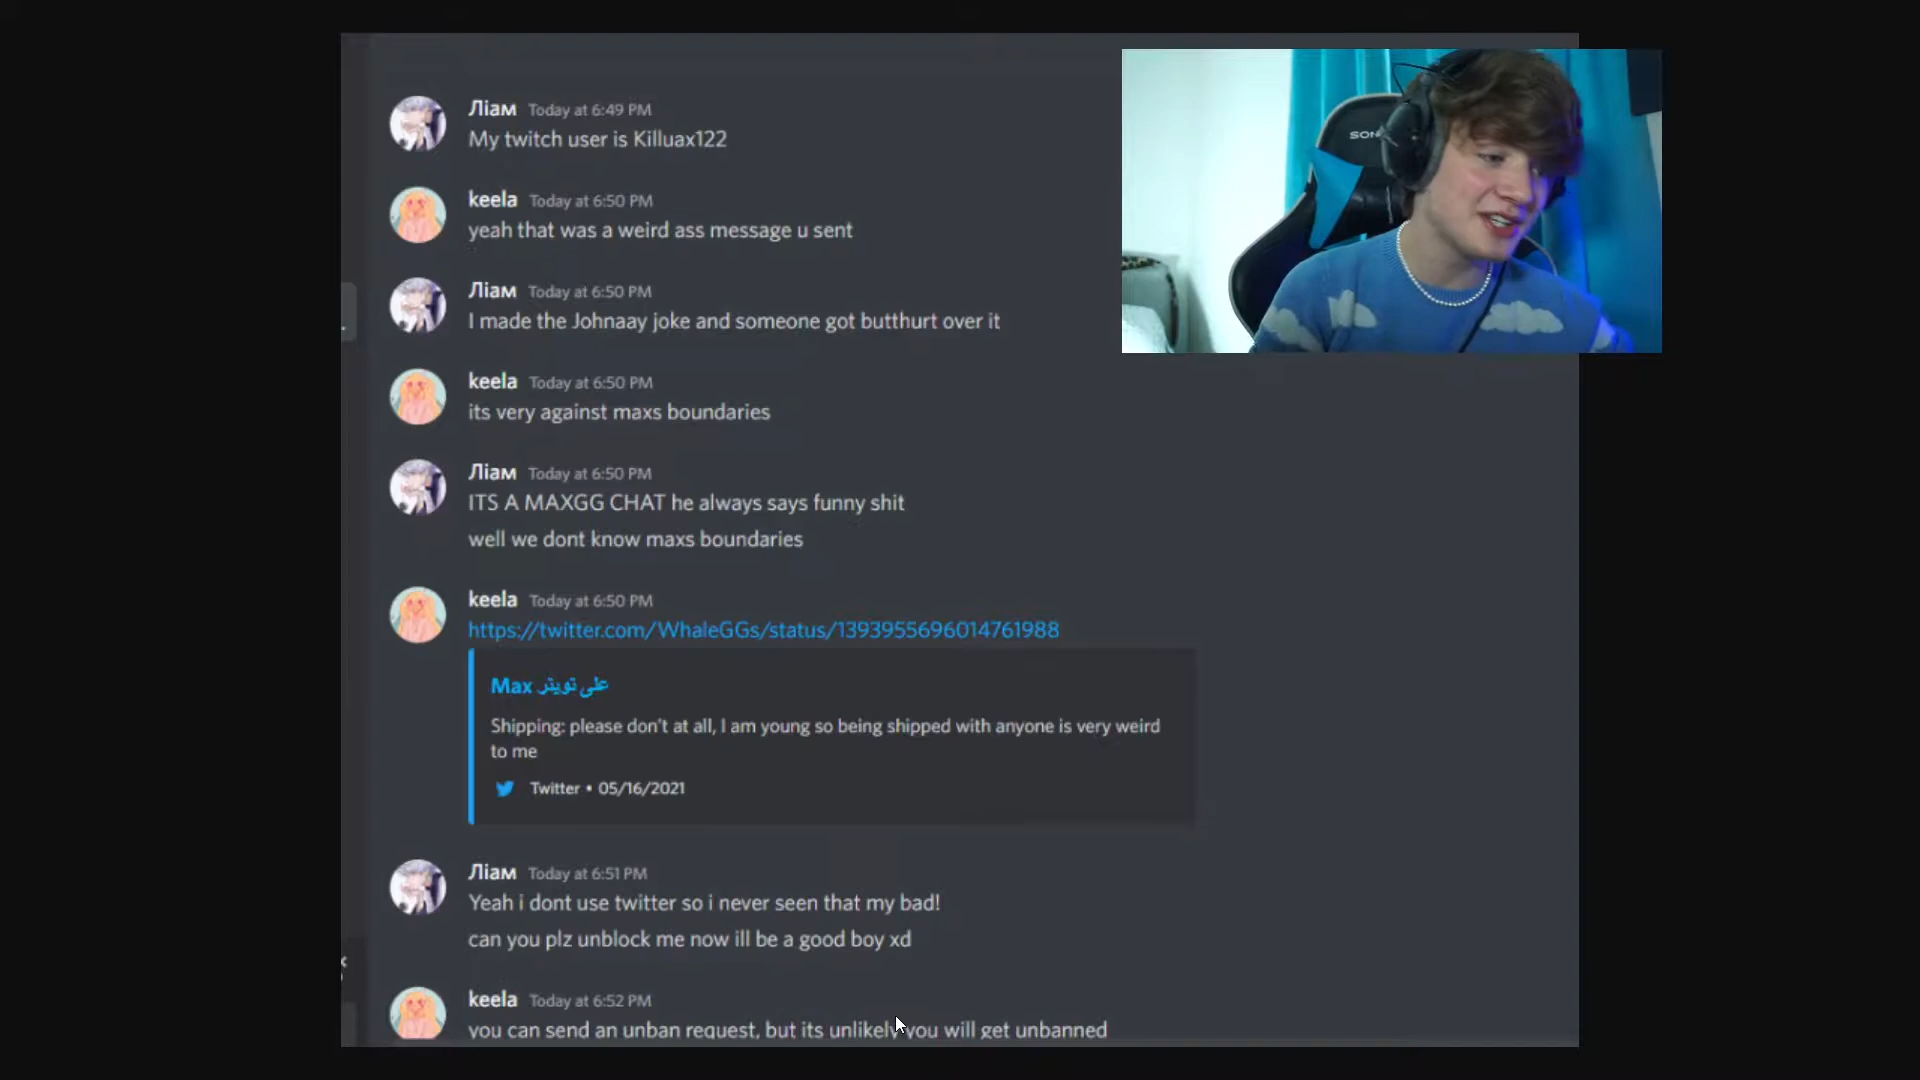 Ліам Today at 6:49 PM
My twitch user is Killuax122
keela Today at 6:50 PM
yeah that was a weird ass message u sent
Ліам Today at 6:50 PM
I made the Johnaay joke and someone got butthurt over it
keela Today at 6:50 PM
its very against maxs boundaries
Ліам Today at 6:50 PM
ITS A MAXGG CHAT he always says funny shit
well we dont know maxs boundaries
keela Today at 6:50 PM
https://twitter.com/WhaleGGs/status/1393955696014761988
Max على تويتر
Shipping: please don't at all, I am young so being shipped with anyone is very weird
to me
Twitter • 05/16/2021
Ліам Today at 6:51 PM
Yeah i dont use twitter so i never seen that my bad!
can you plz unblock me now ill be a good boy xd
keela Today at 6:52 PM
you can send an unban request, but its unlikely you will get unbanned